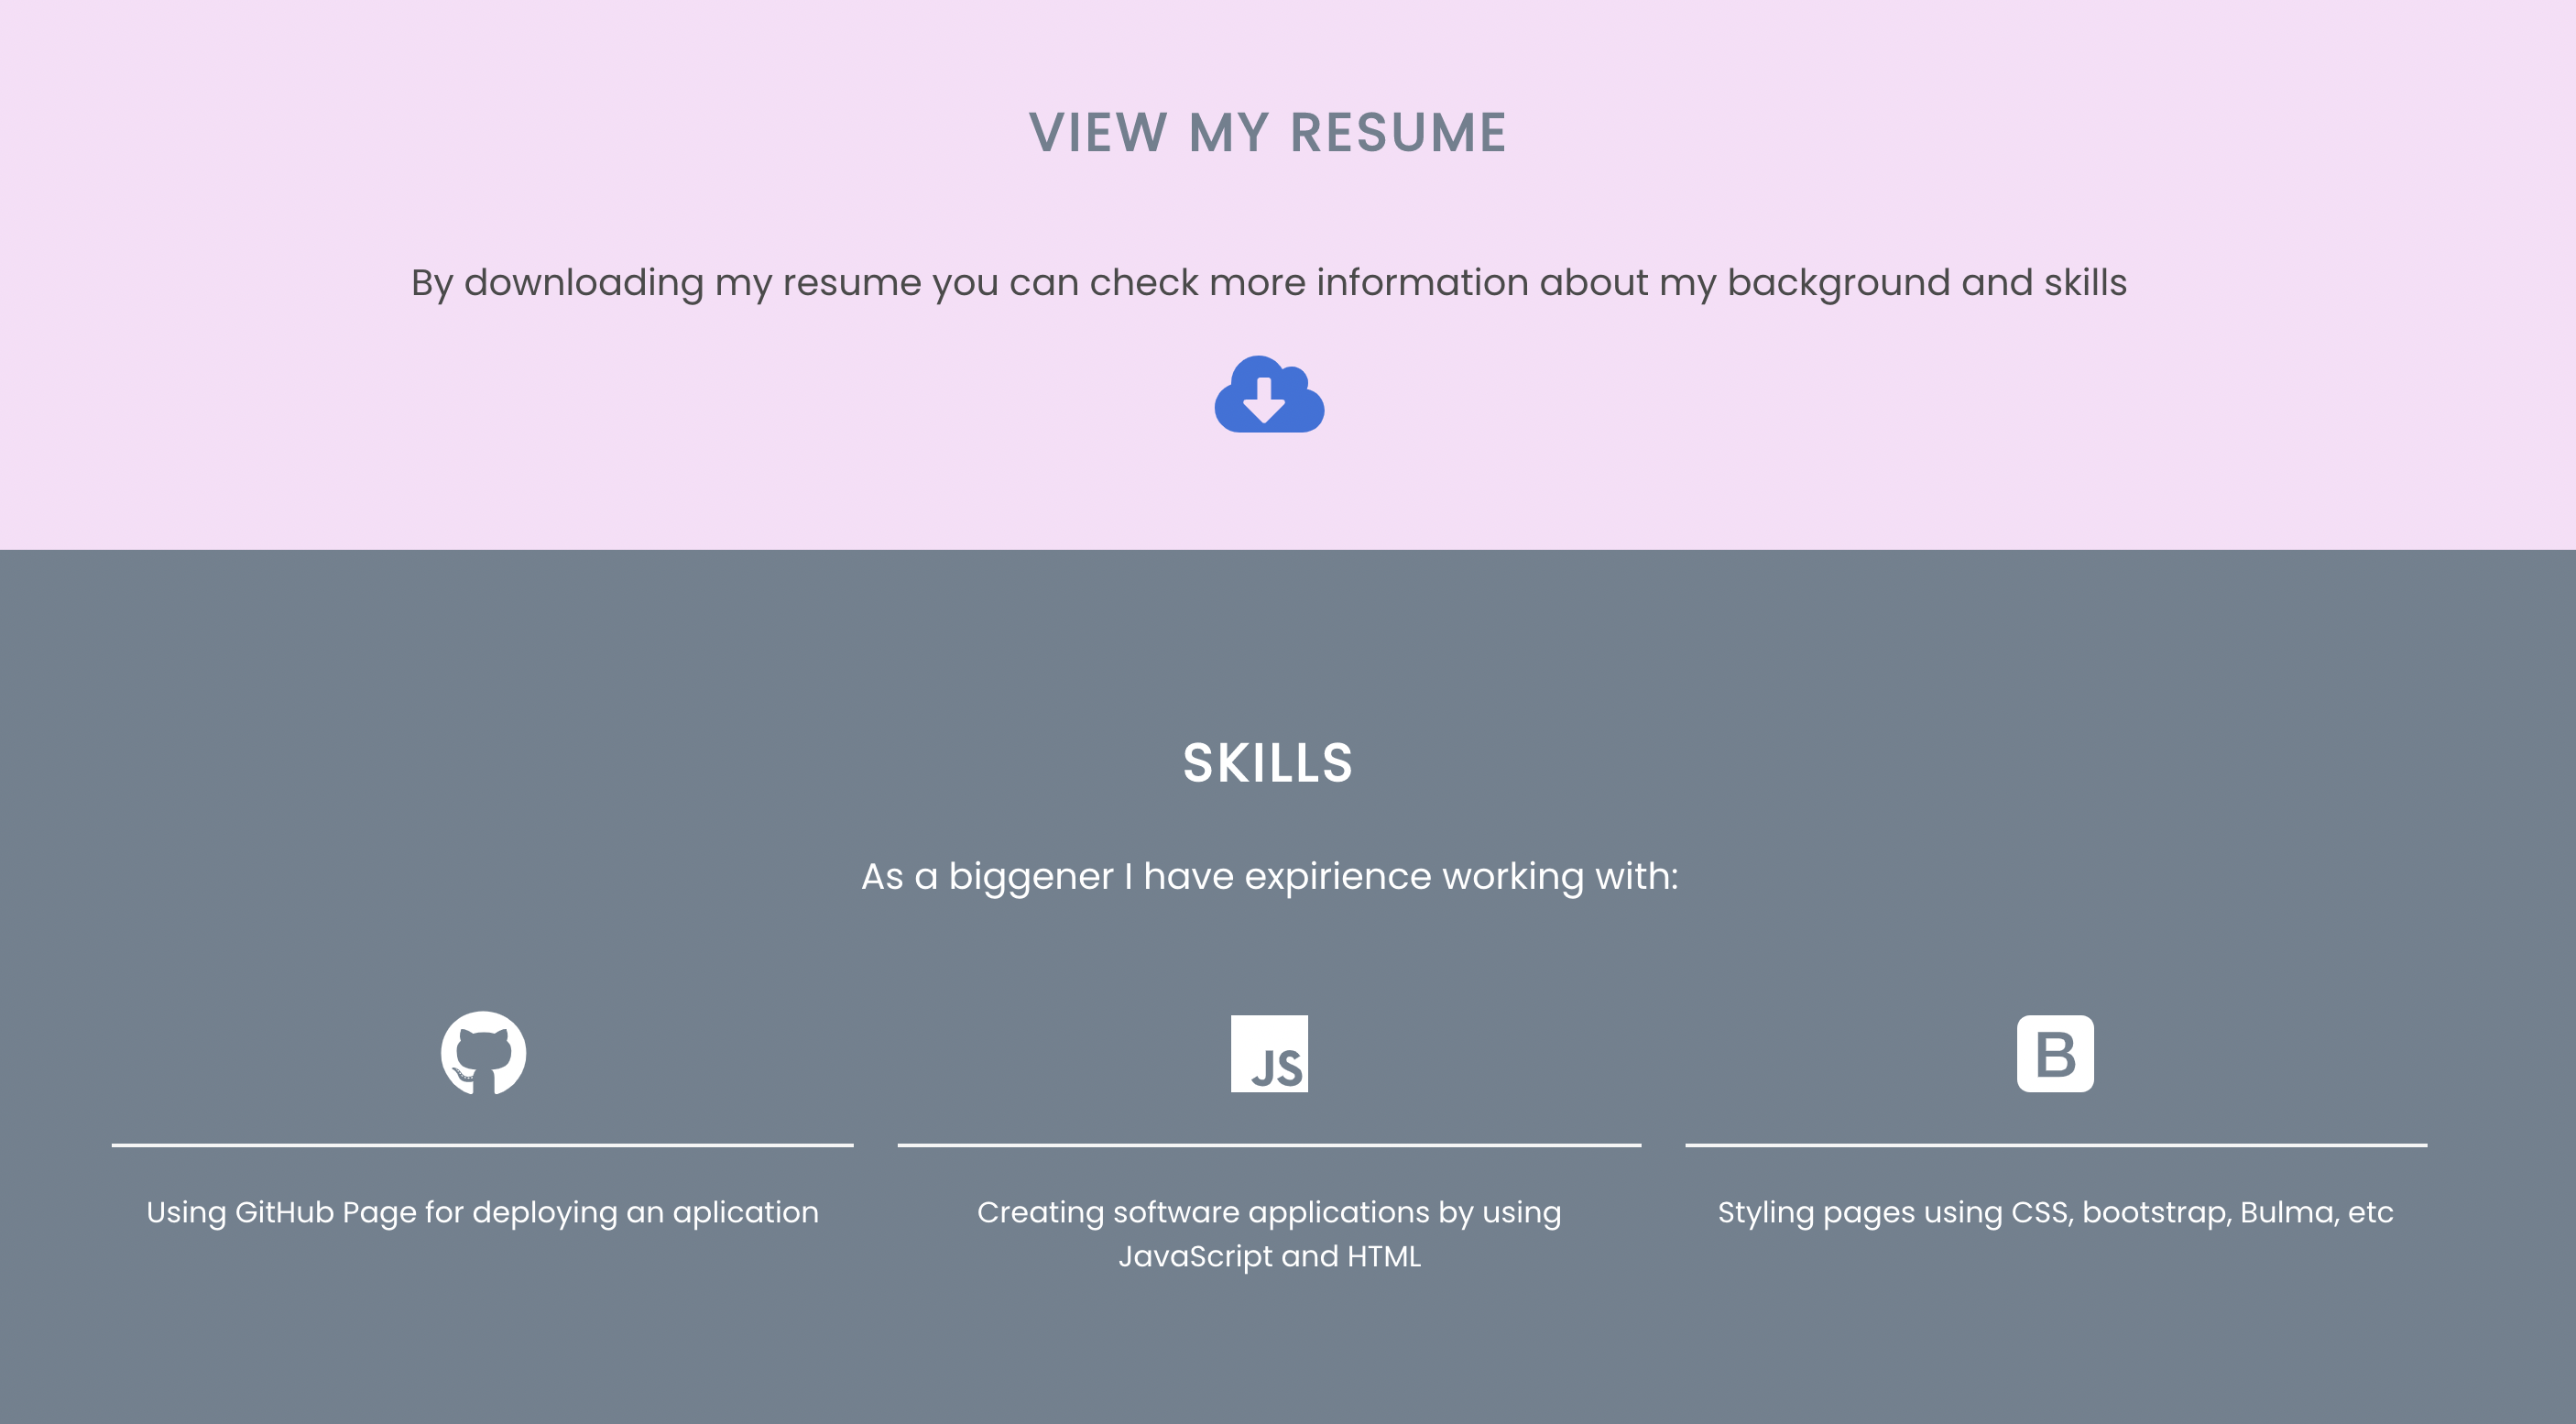 VIEW MY RESUME
By downloading my resume you can check more information about my background and skills
SKILLS
As a biggener I have expirience working with:
JS
B
Using GitHub Page for deploying an aplication
Creating software applications by using
JavaScript and HTML
Styling pages using CSS, bootstrap, Bulma, etc